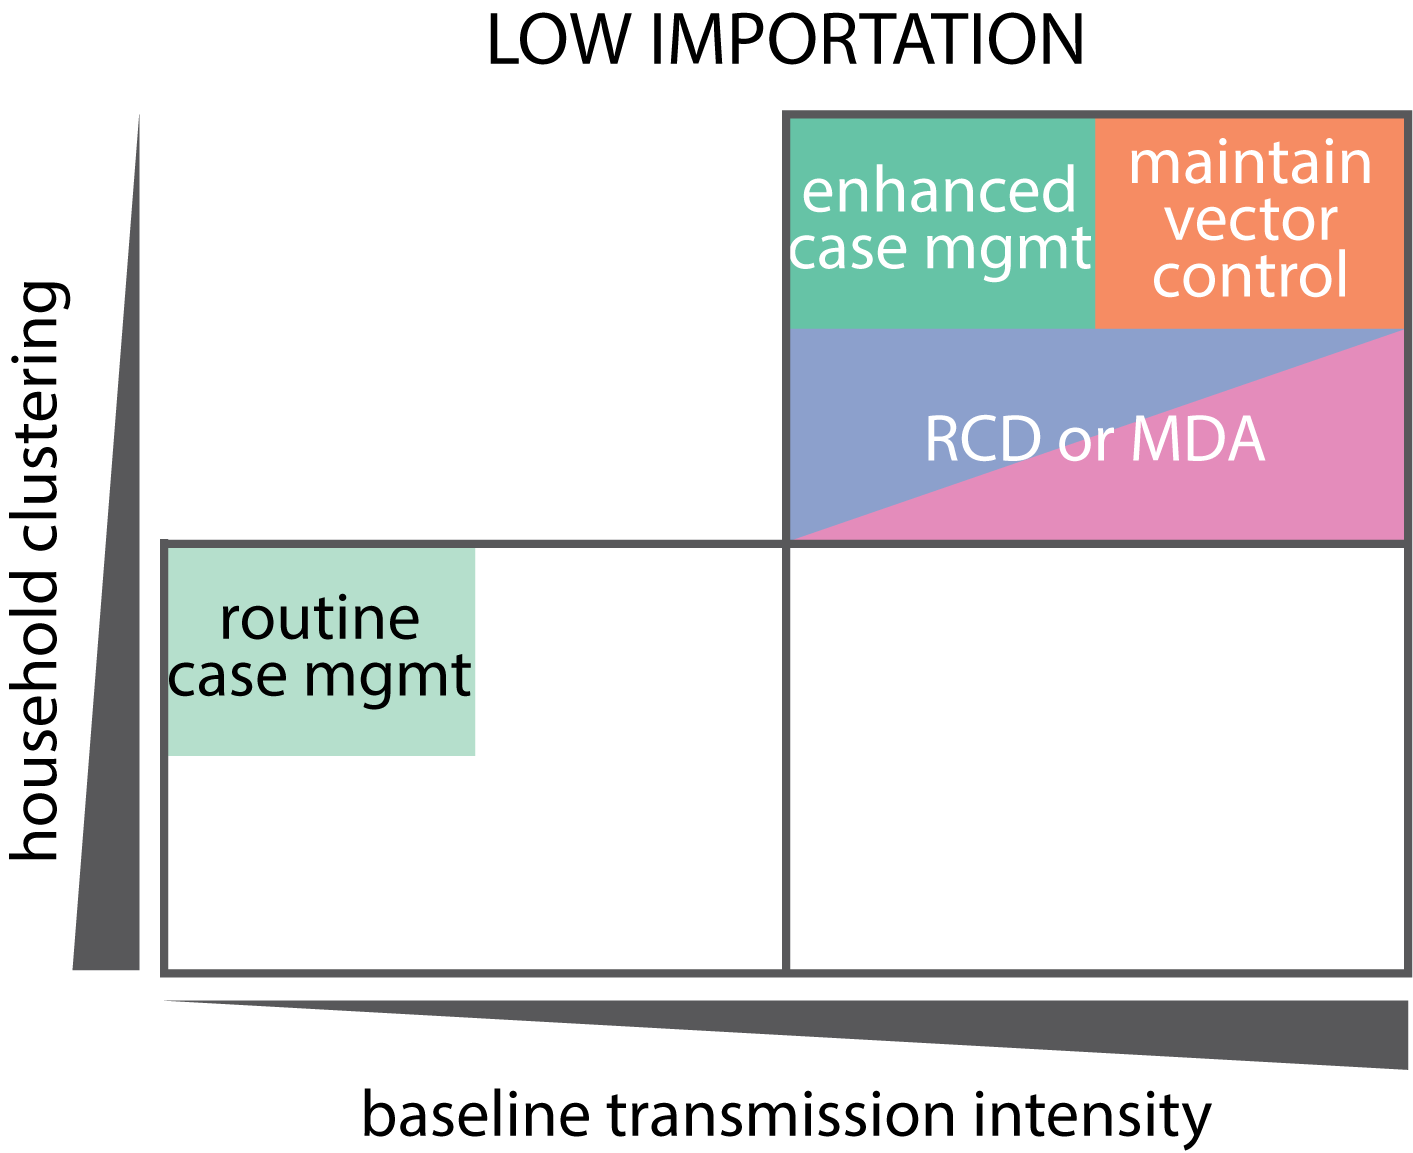 LOW IMPORTATION
enhanced
case mgmt
maintain
vector
control
RCD or MDA
routine
case mgmt
household clustering
baseline transmission intensity